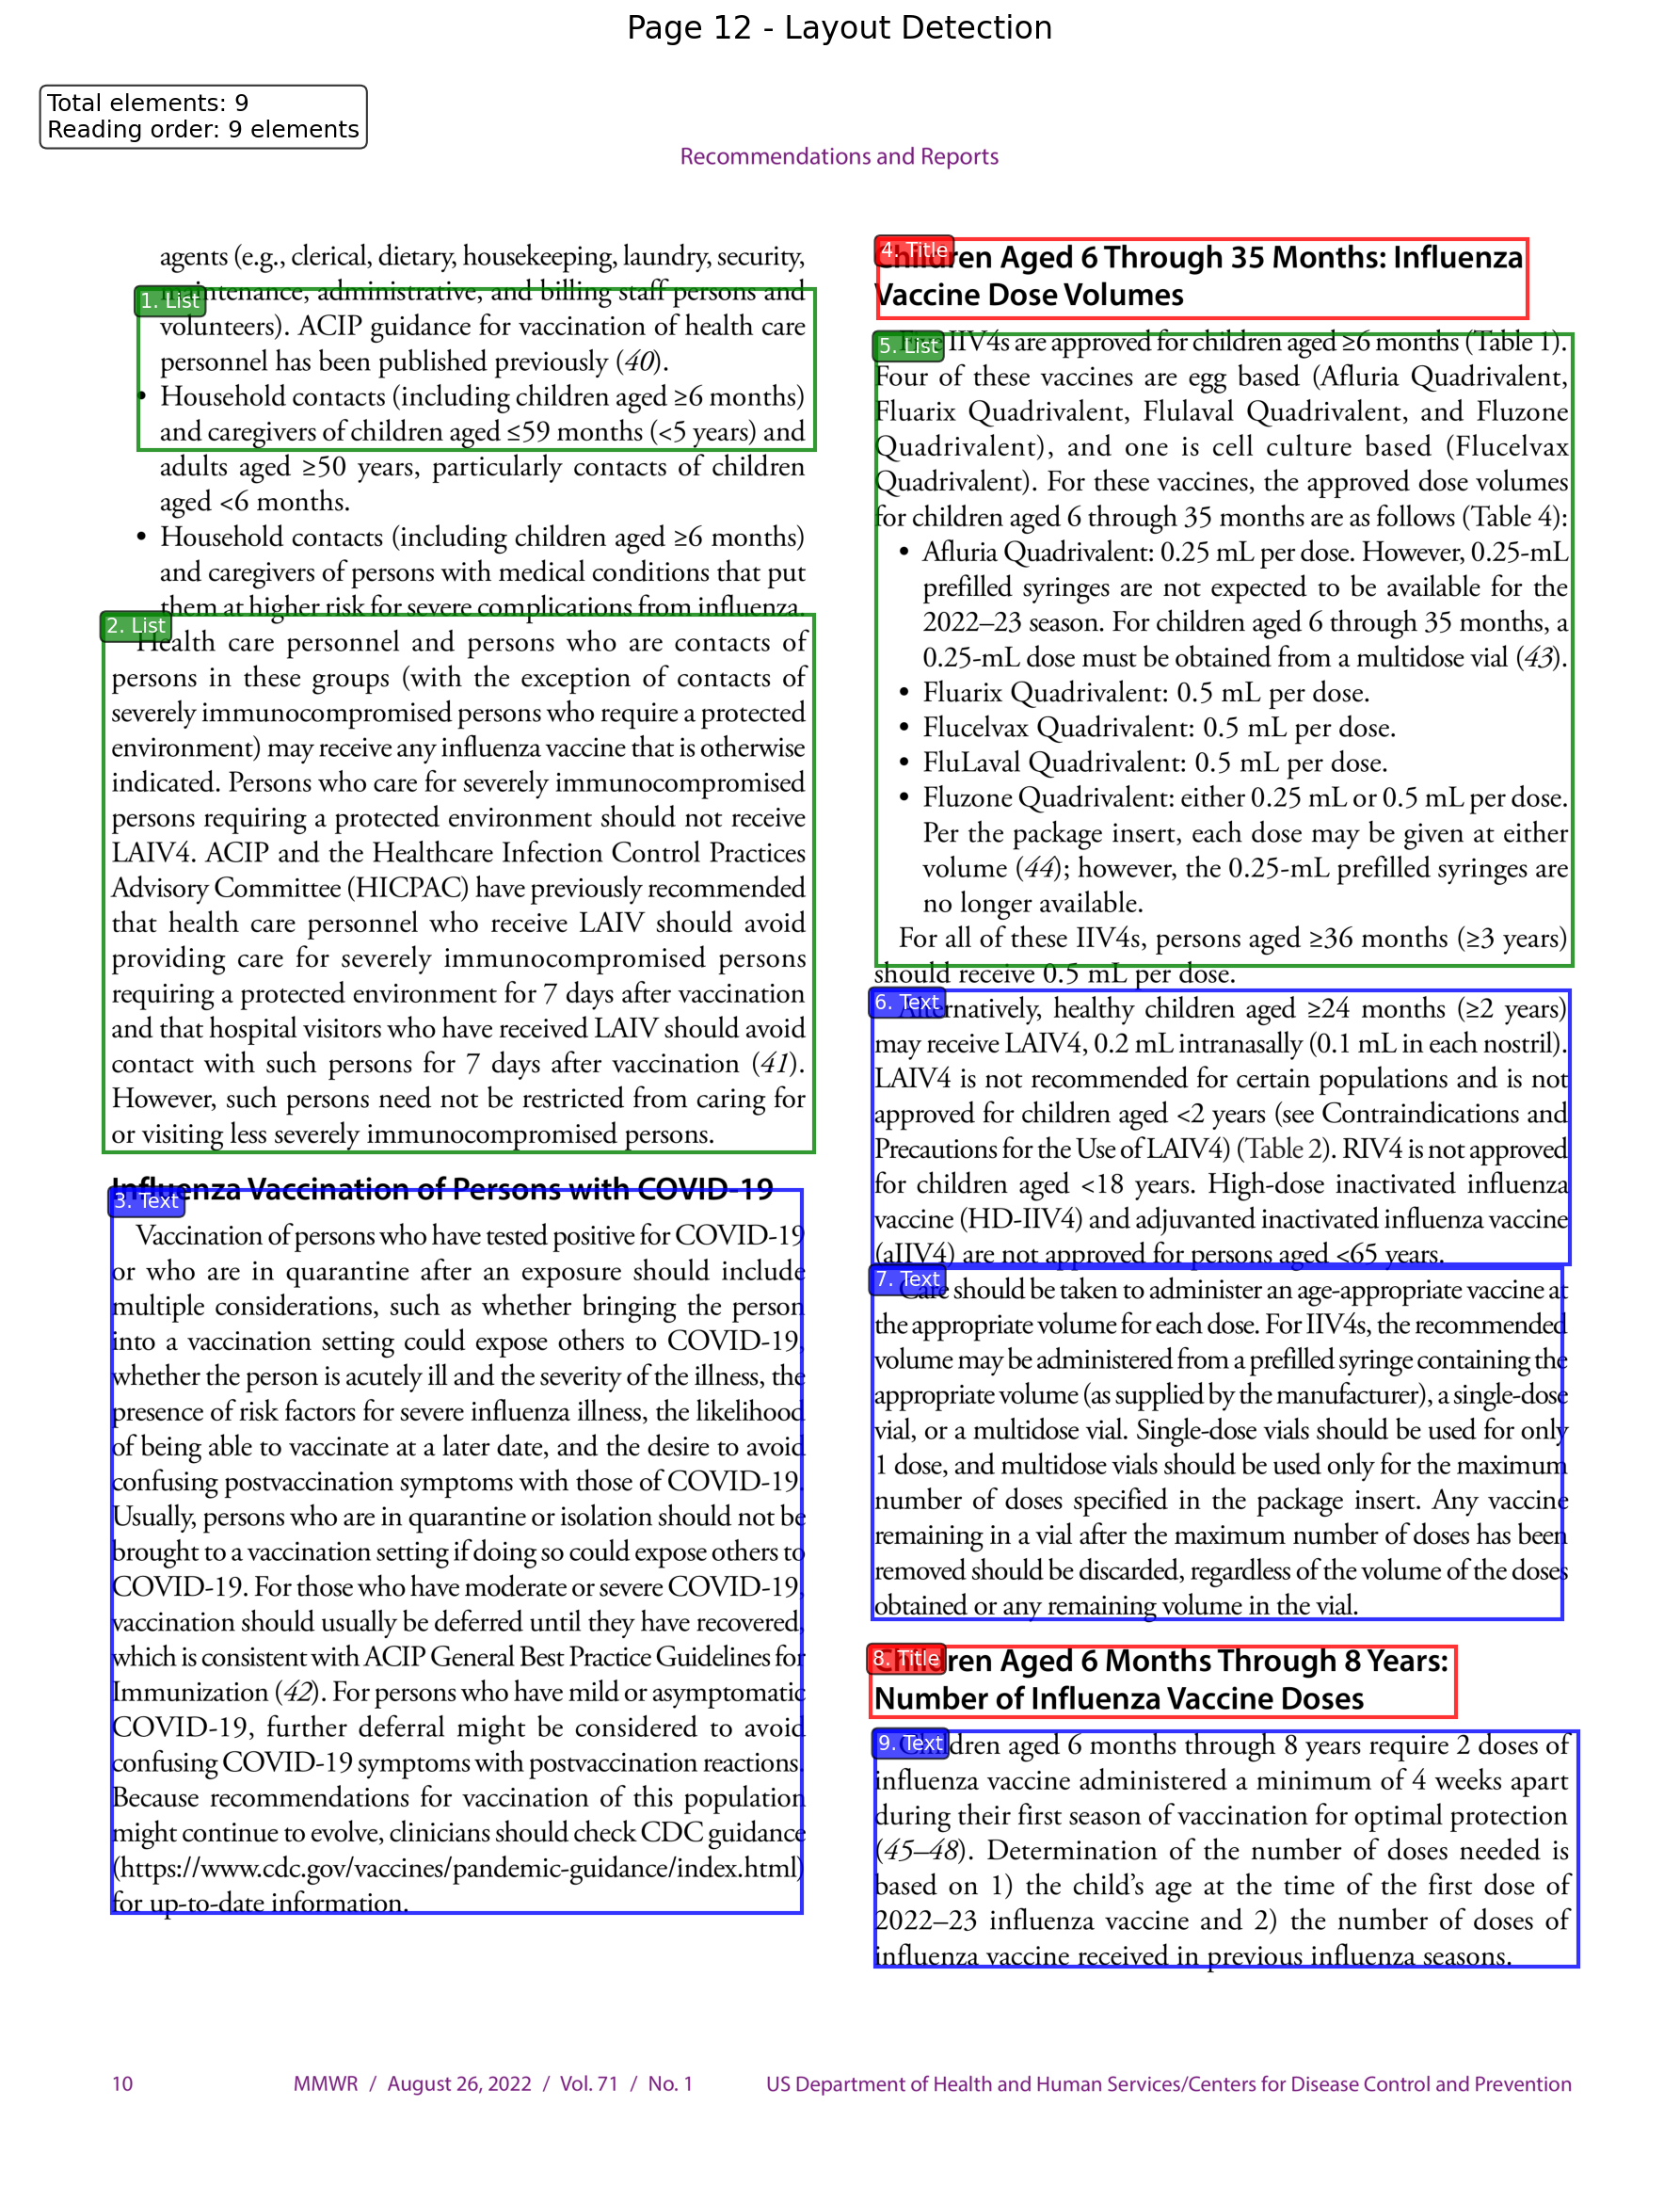 Page 12 - Layout Detection
Total elements: 9
Reading order: 9 elements
Recommendations and Reports
agents (e.g., clerical, dietary, housekeeping, laundry, security,
1. List
maintenance, administrative, and billing staff persons and
volunteers). ACIP guidance for vaccination of health care
personnel has been published previously (40).
• Household contacts (including children aged ≥6 months)
and caregivers of children aged ≤59 months (<5 years) and
adults aged ≥50 years, particularly contacts of children
aged <6 months.
• Household contacts (including children aged ≥6 months)
and caregivers of persons with medical conditions that put
them at higher risk for severe complications from influenza.
2. List
Health care personnel and persons who are contacts of
persons in these groups (with the exception of contacts of
severely immunocompromised persons who require a protected
environment) may receive any influenza vaccine that is otherwise
indicated. Persons who care for severely immunocompromised
persons requiring a protected environment should not receive
LAIV4. ACIP and the Healthcare Infection Control Practices
Advisory Committee (HICPAC) have previously recommended
that health care personnel who receive LAIV should avoid
providing care for severely immunocompromised persons
requiring a protected environment for 7 days after vaccination
and that hospital visitors who have received LAIV should avoid
contact with such persons for 7 days after vaccination (41).
However, such persons need not be restricted from caring for
or visiting less severely immunocompromised persons.
Influenza Vaccination of Persons with COVID-19
3. Text
Vaccination of persons who have tested positive for COVID-19
or who are in quarantine after an exposure should include
multiple considerations, such as whether bringing the person
into a vaccination setting could expose others to COVID-19,
whether the person is acutely ill and the severity of the illness, the
presence of risk factors for severe influenza illness, the likelihood
of being able to vaccinate at a later date, and the desire to avoid
confusing postvaccination symptoms with those of COVID-19.
Usually, persons who are in quarantine or isolation should not be
brought to a vaccination setting if doing so could expose others to
COVID-19. For those who have moderate or severe COVID-19,
vaccination should usually be deferred until they have recovered,
which is consistent with ACIP General Best Practice Guidelines for
Immunization (42). For persons who have mild or asymptomatic
COVID-19, further deferral might be considered to avoid
confusing COVID-19 symptoms with postvaccination reactions.
Because recommendations for vaccination of this population
might continue to evolve, clinicians should check CDC guidance
(https://www.cdc.gov/vaccines/pandemic-guidance/index.html)
for up-to-date information.
4. Title
Children Aged 6 Through 35 Months: Influenza
Vaccine Dose Volumes
5. List
Five IIV4s are approved for children aged ≥6 months (Table 1).
Four of these vaccines are egg based (Afluria Quadrivalent,
Fluarix Quadrivalent, Flulaval Quadrivalent, and Fluzone
Quadrivalent), and one is cell culture based (Flucelvax
Quadrivalent). For these vaccines, the approved dose volumes
for children aged 6 through 35 months are as follows (Table 4):
• Afluria Quadrivalent: 0.25 mL per dose. However, 0.25-mL
prefilled syringes are not expected to be available for the
2022–23 season. For children aged 6 through 35 months, a
0.25-mL dose must be obtained from a multidose vial (43).
• Fluarix Quadrivalent: 0.5 mL per dose.
• Flucelvax Quadrivalent: 0.5 mL per dose.
• FluLaval Quadrivalent: 0.5 mL per dose.
• Fluzone Quadrivalent: either 0.25 mL or 0.5 mL per dose.
Per the package insert, each dose may be given at either
volume (44); however, the 0.25-mL prefilled syringes are
no longer available.
For all of these IIV4s, persons aged ≥36 months (≥3 years)
should receive 0.5 mL per dose.
6. Text
Alternatively, healthy children aged ≥24 months (≥2 years)
may receive LAIV4, 0.2 mL intranasally (0.1 mL in each nostril).
LAIV4 is not recommended for certain populations and is not
approved for children aged <2 years (see Contraindications and
Precautions for the Use of LAIV4) (Table 2). RIV4 is not approved
for children aged <18 years. High-dose inactivated influenza
vaccine (HD-IIV4) and adjuvanted inactivated influenza vaccine
(aIIV4) are not approved for persons aged <65 years.
7. Text
Care should be taken to administer an age-appropriate vaccine at
the appropriate volume for each dose. For IIV4s, the recommended
volume may be administered from a prefilled syringe containing the
appropriate volume (as supplied by the manufacturer), a single-dose
vial, or a multidose vial. Single-dose vials should be used for only
1 dose, and multidose vials should be used only for the maximum
number of doses specified in the package insert. Any vaccine
remaining in a vial after the maximum number of doses has been
removed should be discarded, regardless of the volume of the doses
obtained or any remaining volume in the vial.
8. Title
Children Aged 6 Months Through 8 Years:
Number of Influenza Vaccine Doses
9. Text
Children aged 6 months through 8 years require 2 doses of
influenza vaccine administered a minimum of 4 weeks apart
during their first season of vaccination for optimal protection
(45–48). Determination of the number of doses needed is
based on 1) the child's age at the time of the first dose of
2022–23 influenza vaccine and 2) the number of doses of
influenza vaccine received in previous influenza seasons.
10 MMWR / August 26, 2022 / Vol. 71 / No. 1 US Department of Health and Human Services/Centers for Disease Control and Prevention